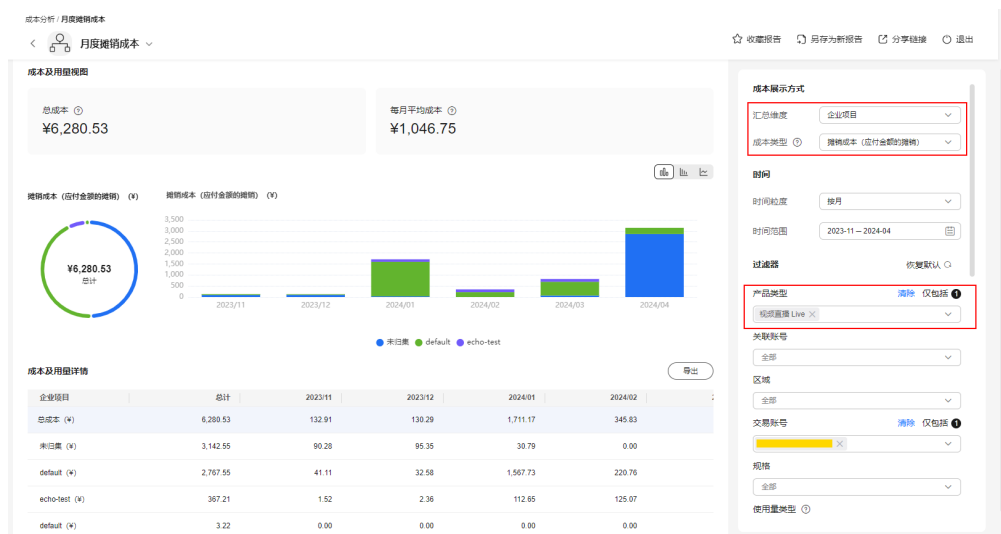 成本分析 / 月度摊销成本
月度摊销成本
收藏报告 另存为新报告 分享链接 退出
成本及用量视图
总成本
¥6,280.53
每月平均成本
¥1,046.75
摊销成本（应付金额的摊销）（¥）
¥6,280.53
总计
摊销成本（应付金额的摊销）（¥）
3,500
3,000
2,500
2,000
1,500
1,000
500
0
2023/11 2023/12 2024/01 2024/02 2024/03 2024/04
未归集 default echo-test
成本及用量详情 导出
企业项目 总计 2023/11 2023/12 2024/01 2024/02
总成本（¥） 6,280.53 132.91 130.29 1,711.17 345.83
未归集（¥） 3,142.55 90.28 95.35 30.79 0.00
default（¥） 2,767.55 41.11 32.58 1,567.73 220.76
echo-test（¥） 367.21 1.52 2.36 112.65 125.07
default（¥） 3.22 0.00 0.00 0.00 0.00
成本展示方式
汇总维度 企业项目
成本类型 摊销成本（应付金额的摊销）
时间
时间粒度 按月
时间范围 2023-11 – 2024-04
过滤器 恢复默认
产品类型 清除 仅包括 1
视频直播 Live ×
关联账号
全部
区域
全部
交易账号 清除 仅包括 1
×
规格
全部
使用量类型